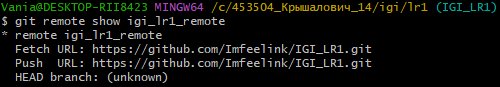 Vania@DESKTOP-RII8423 MINGW64 /c/453504_Крышалович_14/igi/lr1 (IGI_LR1)
$ git remote show igi_lr1_remote
* remote igi_lr1_remote
  Fetch URL: https://github.com/Imfeelink/IGI_LR1.git
  Push  URL: https://github.com/Imfeelink/IGI_LR1.git
  HEAD branch: (unknown)